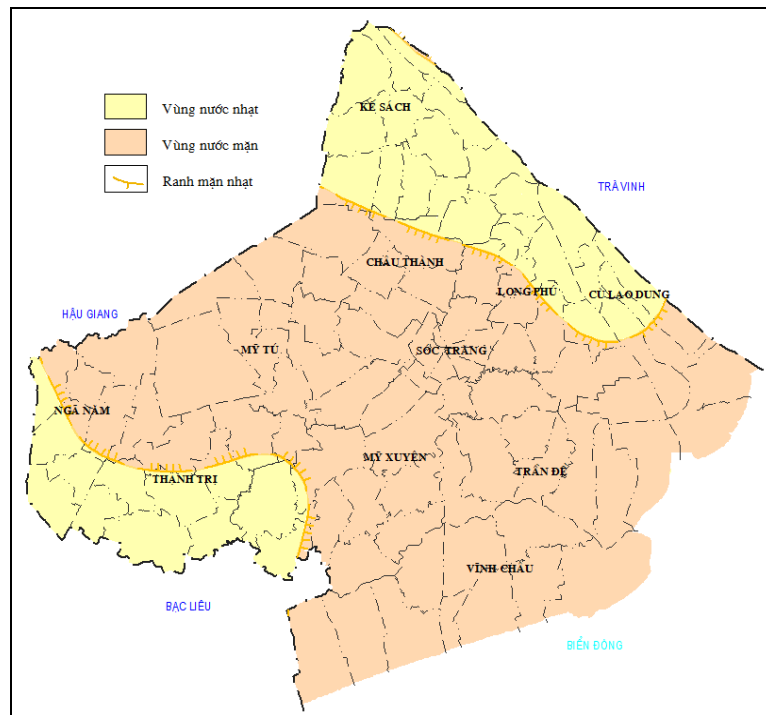 KẾ SÁCH
Vùng nước nhạt
Vùng nước mặn
Ranh mặn nhạt
TRÀ VINH
CHÂU THÀNH
LONG PHÚ
CÙ LAO DUNG
HẬU GIANG
MỸ TÚ
SÓC TRĂNG
NGÃ NĂM
MỸ XUYÊN
THẠNH TRỊ
TRẦN ĐỀ
VĨNH CHÂU
BẠC LIÊU
BIỂN ĐÔNG